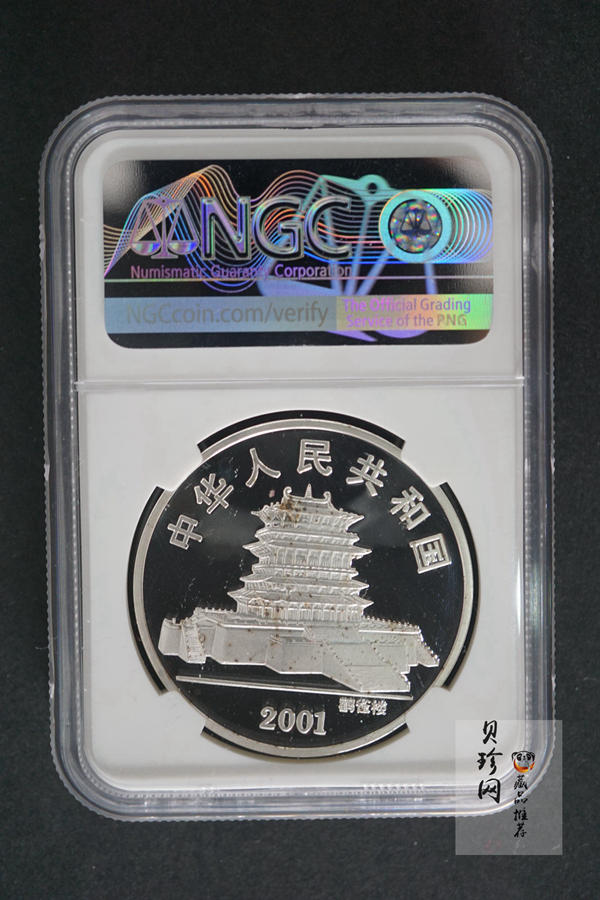 NGC
Numismatic Guaranty Corporation
NGCcoin.com/verify
The Official Grading
Service of the PNG
中华人民共和国
鹳雀楼
2001
贝珍网
藏品推荐